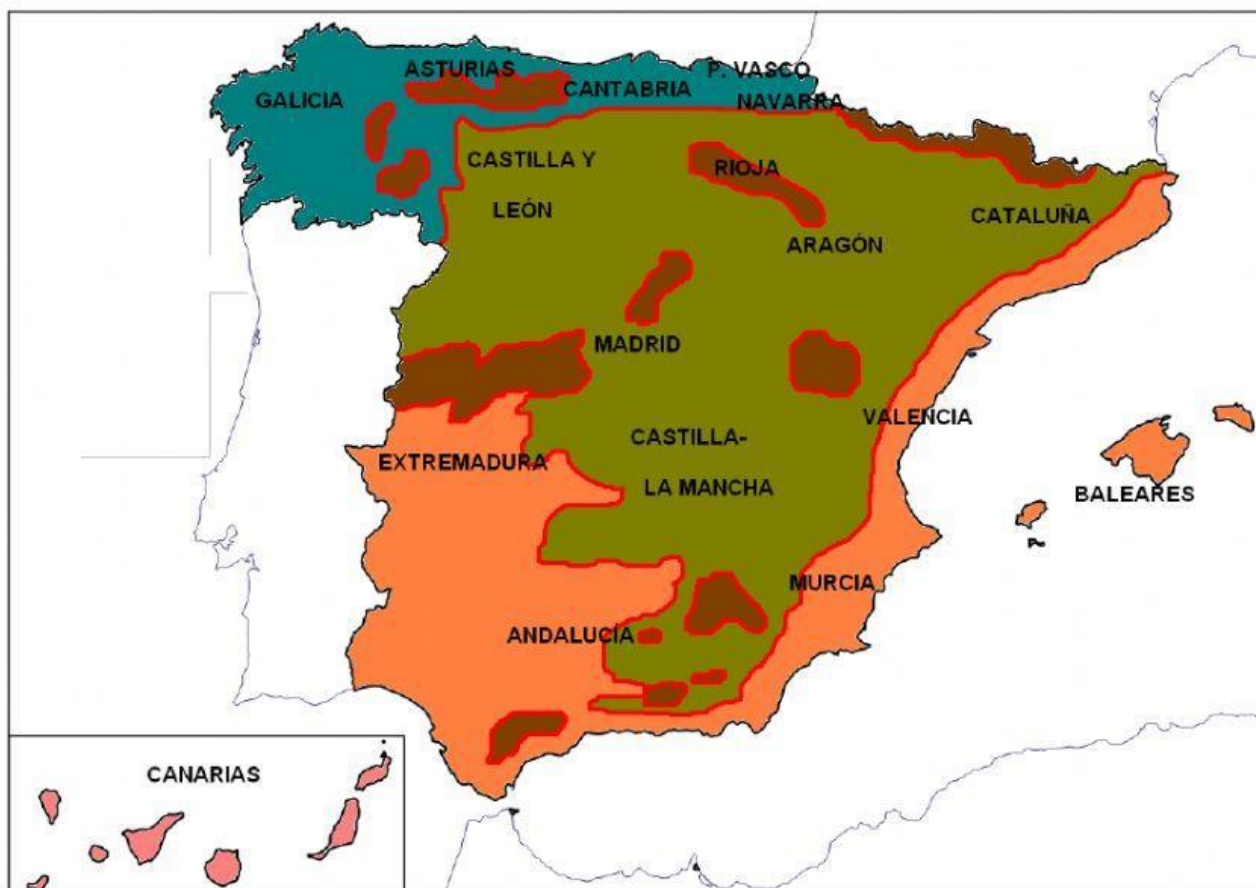 ASTURIAS
P. VASCO
GALICIA
CANTABRIA
NAVARRA
CASTILLA Y
LEÓN
RIOJA
CATALUÑA
ARAGÓN
MADRID
VALENCIA
CASTILLA-
LA MANCHA
EXTREMADURA
BALEARES
MURCIA
ANDALUCÍA
CANARIAS